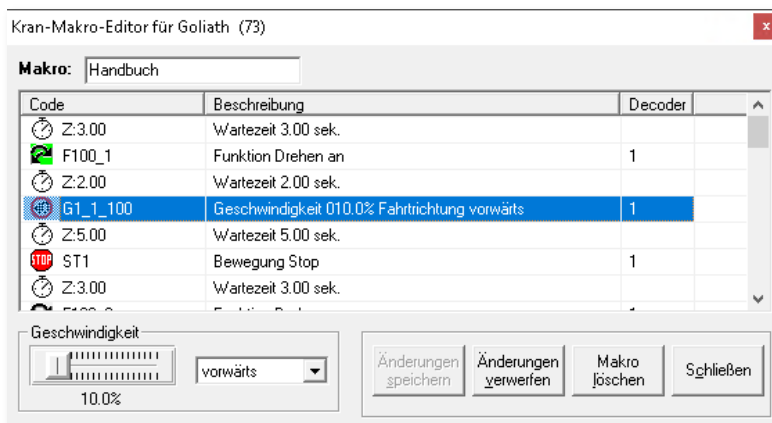 Kran-Makro-Editor für Goliath (73)
x
Makro: Handbuch
Code Beschreibung Decoder
Z:3.00 Wartezeit 3.00 sek.
F100_1 Funktion Drehen an 1
Z:2.00 Wartezeit 2.00 sek.
G1_1_100 Geschwindigkeit 010.0% Fahrtrichtung vorwärts 1
Z:5.00 Wartezeit 5.00 sek.
STOP ST1 Bewegung Stop 1
Z:3.00 Wartezeit 3.00 sek.
Geschwindigkeit
vorwärts
10.0%
Änderungen speichern
Änderungen verwerfen
Makro löschen
Schließen